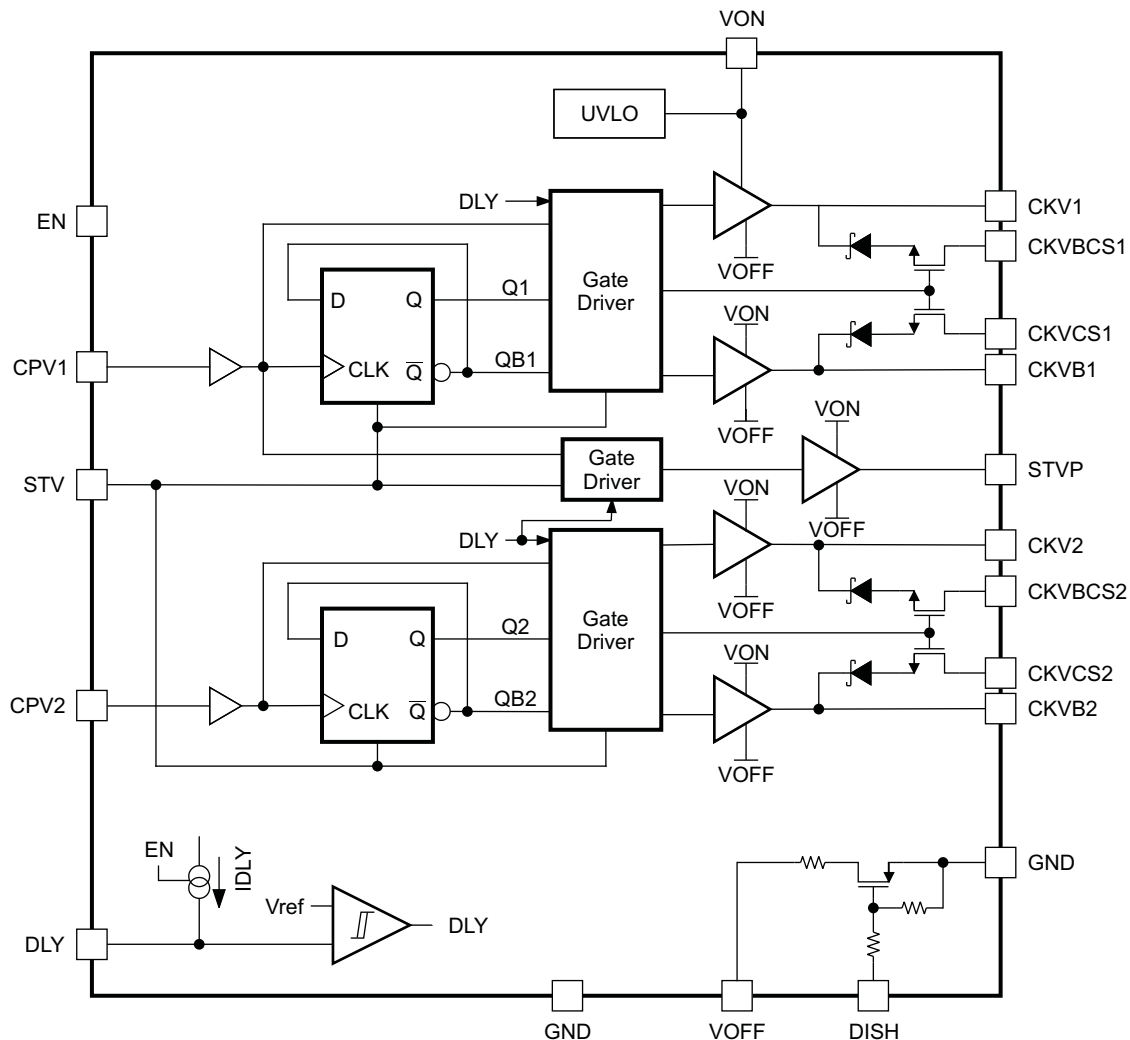 VON
UVLO
EN
DLY
CKV1
CKVBCS1
VOFF
Gate
Driver
D
Q
Q1
VON
CKVCS1
CPV1
CLK
Q̅
QB1
CKVB1
VOFF
VON
STV
Gate
Driver
STVP
VON
VOFF
DLY
CKV2
CKVBCS2
VOFF
Gate
Driver
D
Q
Q2
VON
CKVCS2
CPV2
CLK
Q̅
QB2
CKVB2
VOFF
EN
IDLY
GND
Vref
DLY
DLY
GND
VOFF
DISH